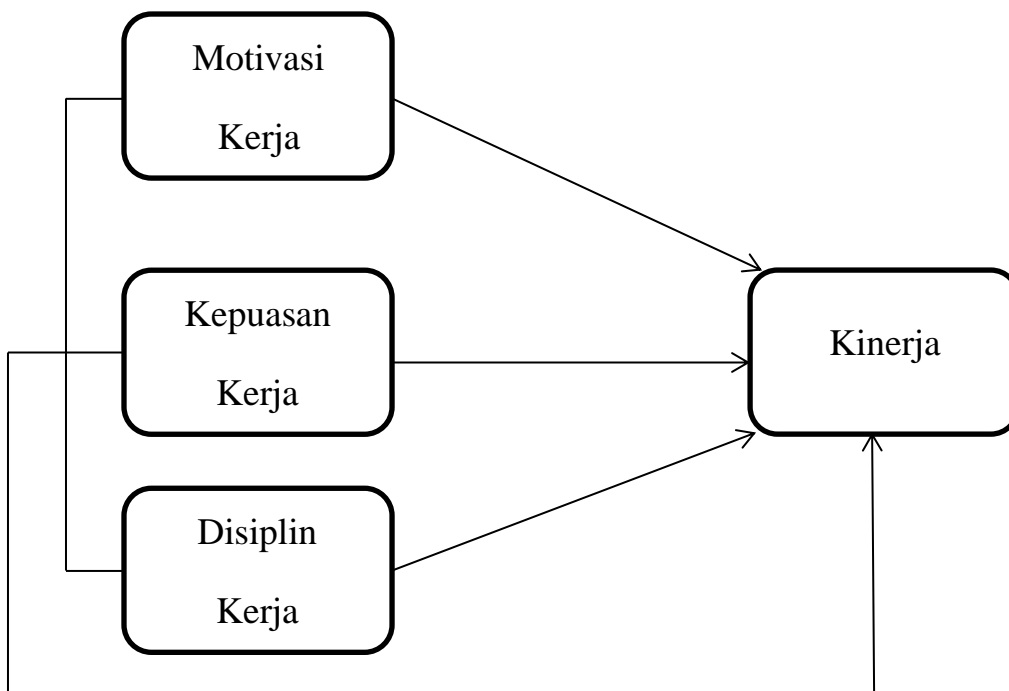 Motivasi
Kerja
Kepuasan
Kerja
Kinerja
Disiplin
Kerja